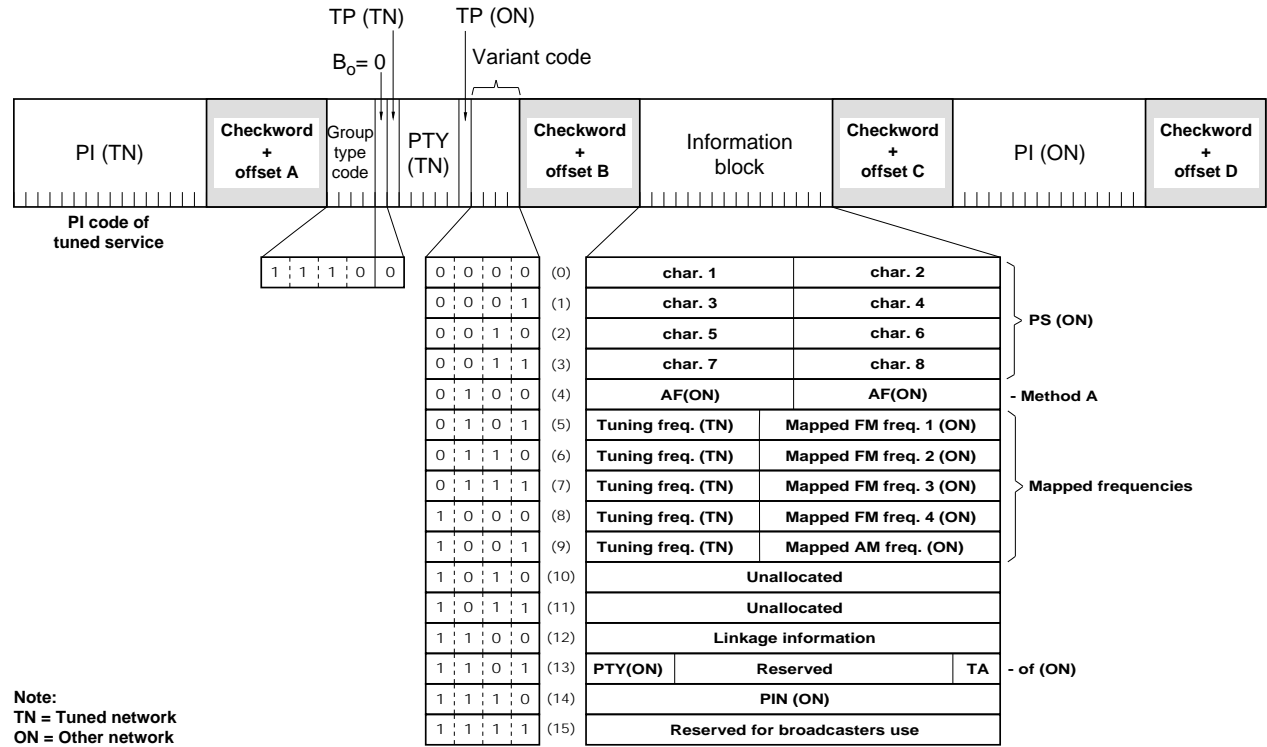 TP (TN)
TP (ON)
Bo= 0
Variant code
PI (TN)
Checkword
+
offset A
Group
type
code
PTY
(TN)
Checkword
+
offset B
Information
block
Checkword
+
offset C
PI (ON)
Checkword
+
offset D
PI code of
tuned service
1 1 1 0 0
0 0 0 0 (0) char. 1 char. 2
0 0 0 1 (1) char. 3 char. 4
PS (ON)
0 0 1 0 (2) char. 5 char. 6
0 0 1 1 (3) char. 7 char. 8
0 1 0 0 (4) AF(ON) AF(ON) - Method A
0 1 0 1 (5) Tuning freq. (TN) Mapped FM freq. 1 (ON)
0 1 1 0 (6) Tuning freq. (TN) Mapped FM freq. 2 (ON)
0 1 1 1 (7) Tuning freq. (TN) Mapped FM freq. 3 (ON) Mapped frequencies
1 0 0 0 (8) Tuning freq. (TN) Mapped FM freq. 4 (ON)
1 0 0 1 (9) Tuning freq. (TN) Mapped AM freq. (ON)
1 0 1 0 (10) Unallocated
1 0 1 1 (11) Unallocated
1 1 0 0 (12) Linkage information
1 1 0 1 (13) PTY(ON) Reserved TA - of (ON)
1 1 1 0 (14) PIN (ON)
1 1 1 1 (15) Reserved for broadcasters use
Note:
TN = Tuned network
ON = Other network